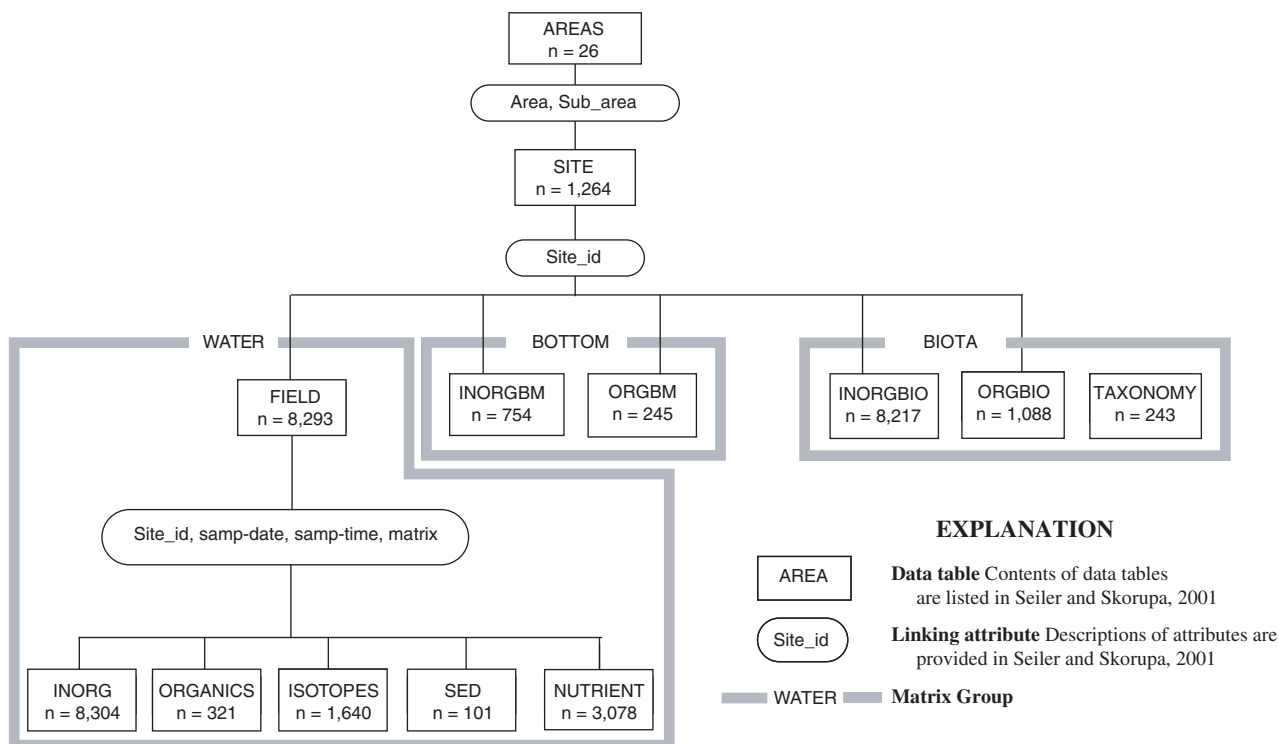 AREAS
n = 26
Area, Sub_area
SITE
n = 1,264
Site_id
WATER
BOTTOM
BIOTA
FIELD
n = 8,293
INORGBM
n = 754
ORGBM
n = 245
INORGBIO
n = 8,217
ORGBIO
n = 1,088
TAXONOMY
n = 243
Site_id, samp-date, samp-time, matrix
INORG
n = 8,304
ORGANICS
n = 321
ISOTOPES
n = 1,640
SED
n = 101
NUTRIENT
n = 3,078
EXPLANATION
AREA
Data table Contents of data tables
are listed in Seiler and Skorupa, 2001
Site_id
Linking attribute Descriptions of attributes are
provided in Seiler and Skorupa, 2001
WATER
Matrix Group